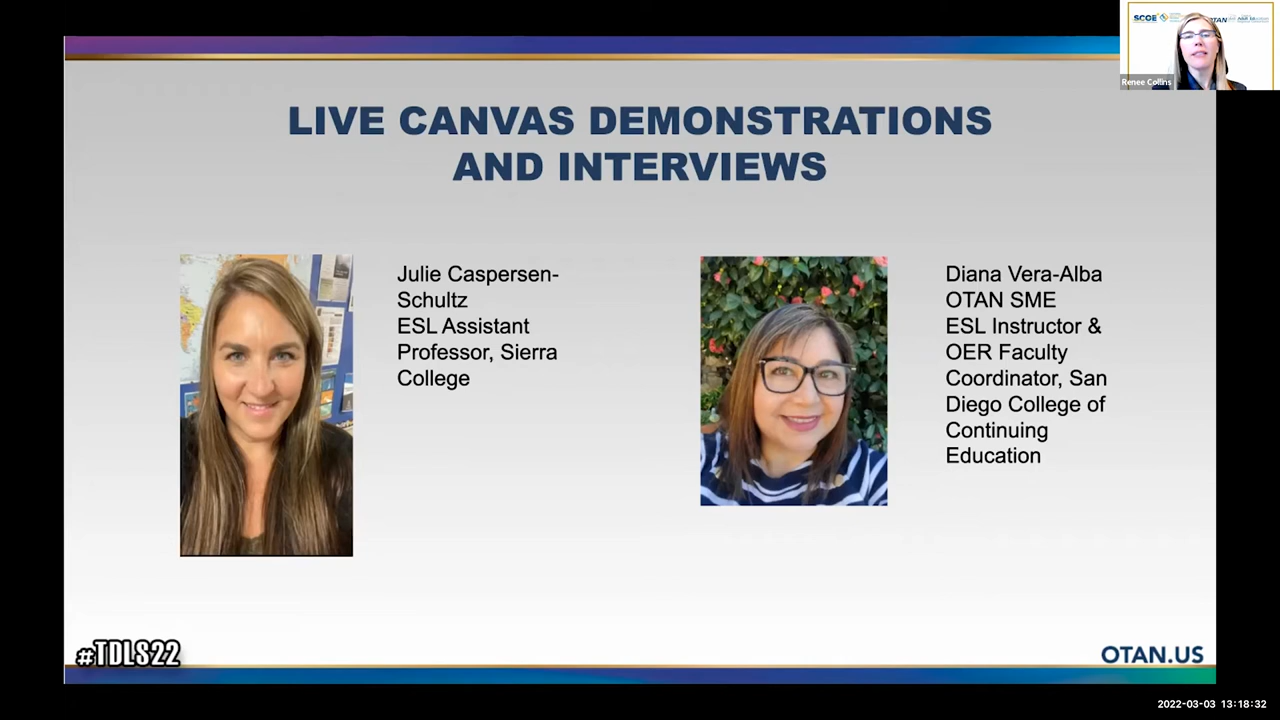 SCOE
OTAN
Renee Collins
LIVE CANVAS DEMONSTRATIONS
AND INTERVIEWS
Julie Caspersen-
Schultz
ESL Assistant
Professor, Sierra
College
Diana Vera-Alba
OTAN SME
ESL Instructor &
OER Faculty
Coordinator, San
Diego College of
Continuing
Education
#TDLS22
OTAN.US
2022-03-03 13:18:32